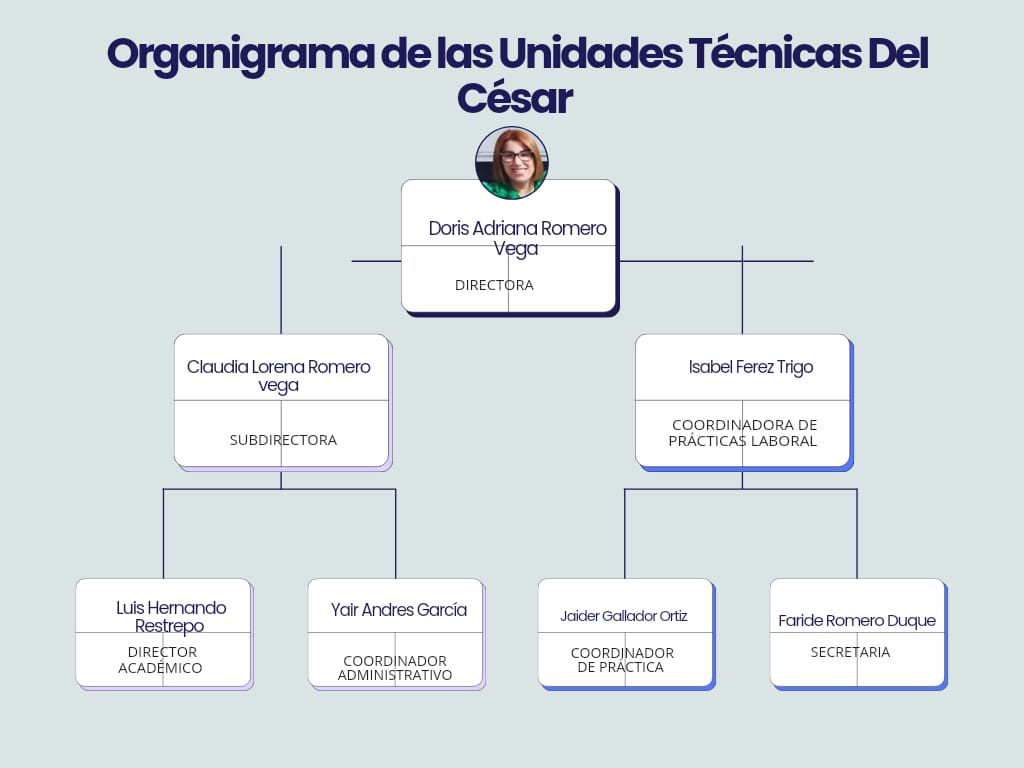 Organigrama de las Unidades Técnicas Del
César
Doris Adriana Romero
Vega
DIRECTORA
Claudia Lorena Romero
vega
SUBDIRECTORA
Isabel Ferez Trigo
COORDINADORA DE
PRÁCTICAS LABORAL
Luis Hernando
Restrepo
DIRECTOR
ACADÉMICO
Yair Andres García
COORDINADOR
ADMINISTRATIVO
Jaider Gallador Ortiz
COORDINADOR
DE PRÁCTICA
Faride Romero Duque
SECRETARIA